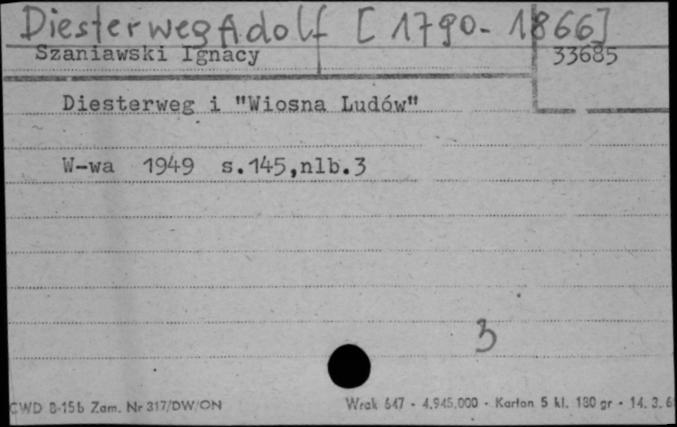 Diesterweg Adolf [1790-1866]
Szaniawski Ignacy 33685
Diesterweg i "Wiosna Ludów"
W-wa 1949 s.145,nlb.3
3
CWD B-15b Zam. Nr 317/DW/ON Wrak 647 - 4.945.000 - Karton 5 kl. 180 gr - 14. 3. 6